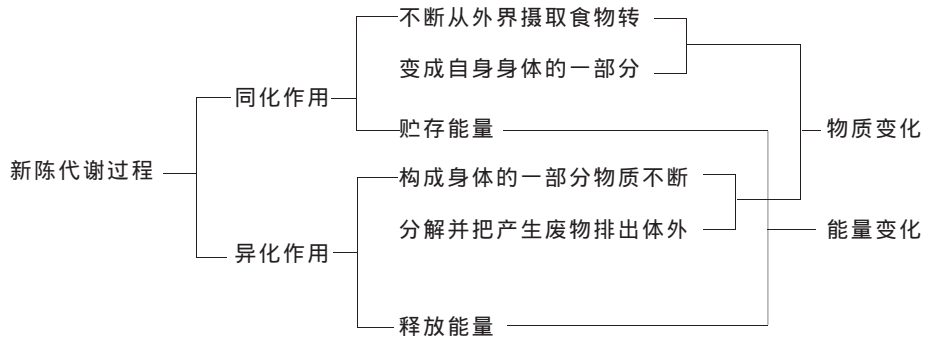 新陈代谢过程
同化作用
不断从外界摄取食物转
变成自身身体的一部分
贮存能量
异化作用
构成身体的一部分物质不断
分解并把产生废物排出体外
释放能量
物质变化
能量变化